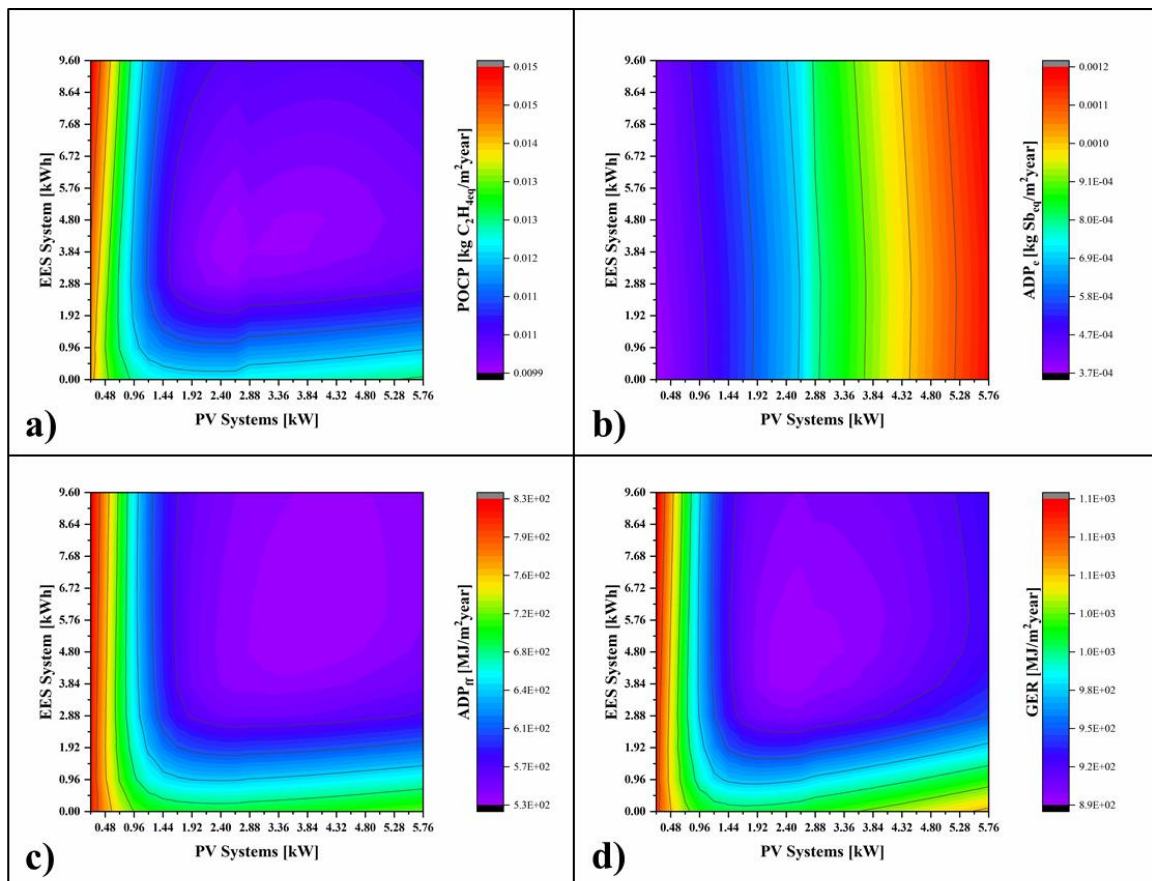 9.60
8.64
7.68
6.72
5.76
4.80
3.84
2.88
1.92
0.96
0.00
EES System [kWh]
0.48 0.96 1.44 1.92 2.40 2.88 3.36 3.84 4.32 4.80 5.28 5.76
PV Systems [kW]
POCP [kg C₂H₄eq/m² year]
0.015
0.015
0.014
0.013
0.013
0.012
0.011
0.011
0.0099
a)
9.60
8.64
7.68
6.72
5.76
4.80
3.84
2.88
1.92
0.96
0.00
EES System [kWh]
0.48 0.96 1.44 1.92 2.40 2.88 3.36 3.84 4.32 4.80 5.28 5.76
PV Systems [kW]
ADPe [kg Sbeq/m² year]
0.0012
0.0011
0.0010
9.1E-04
8.0E-04
6.9E-04
5.8E-04
4.7E-04
3.7E-04
b)
9.60
8.64
7.68
6.72
5.76
4.80
3.84
2.88
1.92
0.96
0.00
EES System [kWh]
0.48 0.96 1.44 1.92 2.40 2.88 3.36 3.84 4.32 4.80 5.28 5.76
PV Systems [kW]
ADPff [MJ/m² year]
8.3E+02
7.9E+02
7.6E+02
7.2E+02
6.8E+02
6.4E+02
6.1E+02
5.7E+02
5.3E+02
c)
9.60
8.64
7.68
6.72
5.76
4.80
3.84
2.88
1.92
0.96
0.00
EES System [kWh]
0.48 0.96 1.44 1.92 2.40 2.88 3.36 3.84 4.32 4.80 5.28 5.76
PV Systems [kW]
GER [MJ/m² year]
1.1E+03
1.1E+03
1.1E+03
1.0E+03
1.0E+03
9.8E+02
9.5E+02
9.2E+02
8.9E+02
d)